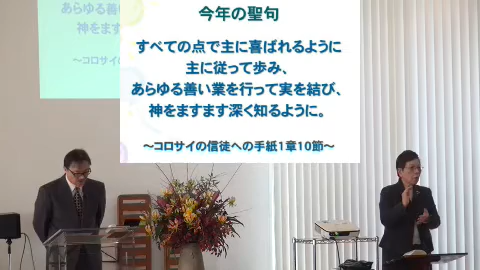 今年の聖句
すべての点で主に喜ばれるように
主に従って歩み、
あらゆる善い業を行って実を結び、
神をますます深く知るように。
～コロサイの信徒への手紙1章10節～
あらゆる善い
神をます
～コロサイ